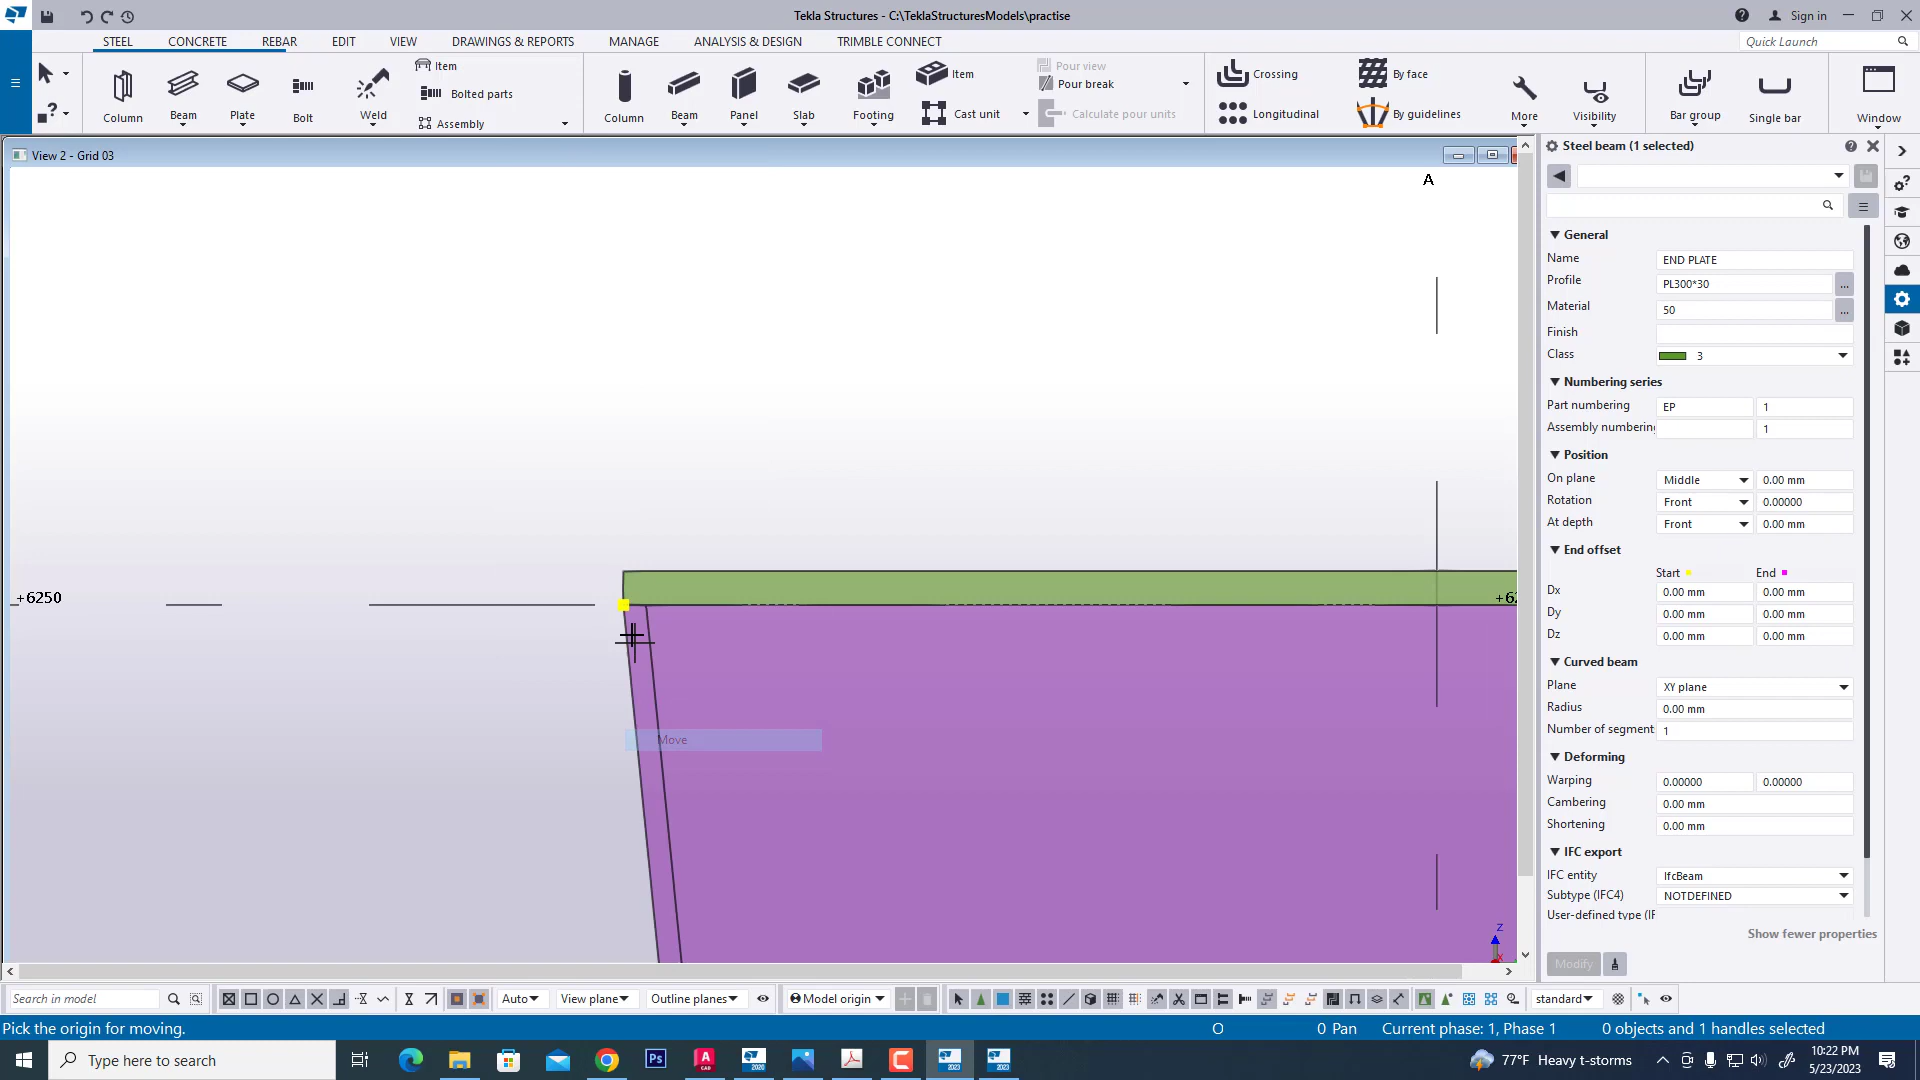 Tekla Structures - C:\TeklaStructuresModels\practise
Sign in
STEEL CONCRETE REBAR EDIT VIEW DRAWINGS & REPORTS MANAGE ANALYSIS & DESIGN TRIMBLE CONNECT
Quick Launch
Column
Beam
Plate
Bolt
Weld
Item
Bolted parts
Assembly
Column
Beam
Panel
Slab
Footing
Item
Cast unit
Pour view
Pour break
Calculate pour units
Crossing
Longitudinal
By face
By guidelines
More
Visibility
Bar group
Single bar
Window
View 2 - Grid 03
A
+6250
+62
Move
Z
X
Steel beam (1 selected)
General
Name END PLATE
Profile PL300*30
...
Material 50
...
Finish
Class 3
Numbering series
Part numbering EP 1
Assembly numbering 1
Position
On plane Middle 0.00 mm
Rotation Front 0.00000
At depth Front 0.00 mm
End offset
Start End
Dx 0.00 mm 0.00 mm
Dy 0.00 mm 0.00 mm
Dz 0.00 mm 0.00 mm
Curved beam
Plane XY plane
Radius 0.00 mm
Number of segment 1
Deforming
Warping 0.00000 0.00000
Cambering 0.00 mm
Shortening 0.00 mm
IFC export
IFC entity IfcBeam
Subtype (IFC4) NOTDEFINED
User-defined type (IF
Show fewer properties
Modify
Search in model
Auto
View plane
Outline planes
Model origin
standard
Pick the origin for moving.
O
0 Pan
Current phase: 1, Phase 1
0 objects and 1 handles selected
Type here to search
77°F Heavy t-storms
10:22 PM
5/23/2023